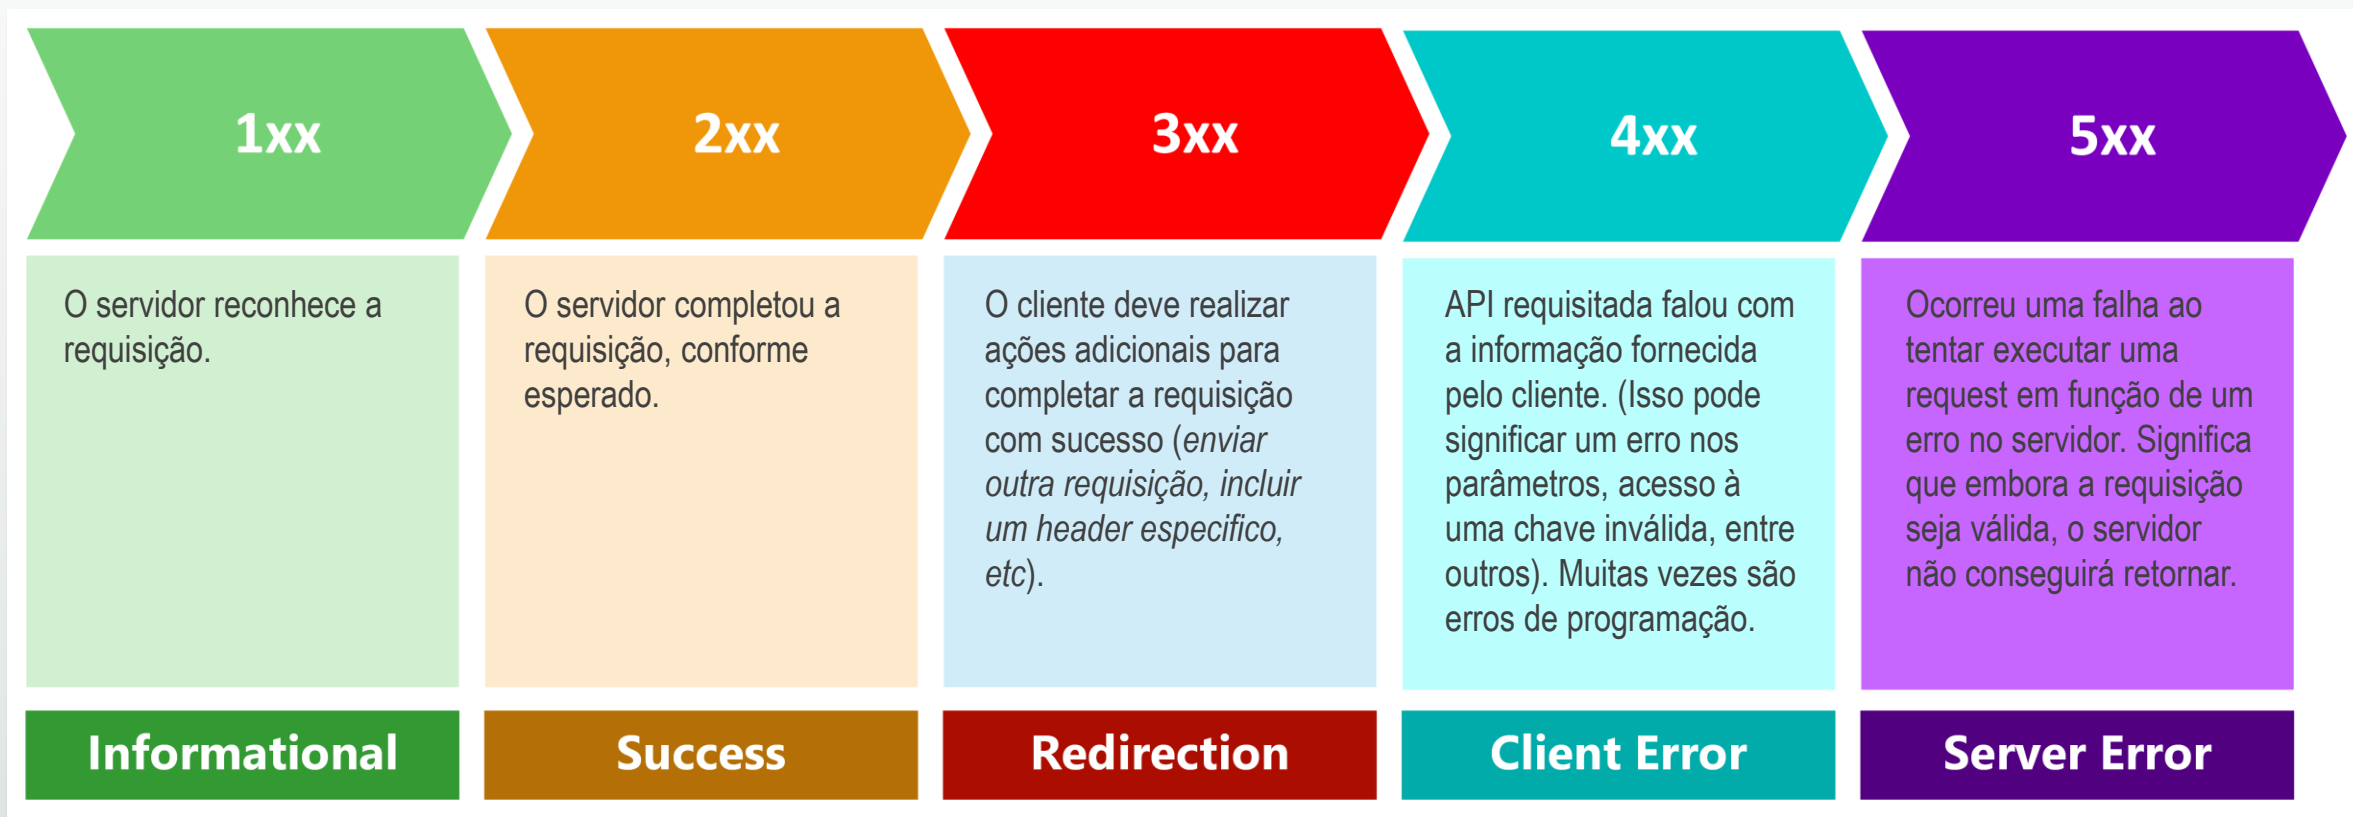 1xx
2xx
3xx
4xx
5xx
O servidor reconhece a
requisição.
O servidor completou a
requisição, conforme
esperado.
O cliente deve realizar
ações adicionais para
completar a requisição
com sucesso (enviar
outra requisição, incluir
um header especifico,
etc).
API requisitada falou com
a informação fornecida
pelo cliente. (Isso pode
significar um erro nos
parâmetros, acesso à
uma chave inválida, entre
outros). Muitas vezes são
erros de programação.
Ocorreu uma falha ao
tentar executar uma
request em função de um
erro no servidor. Significa
que embora a requisição
seja válida, o servidor
não conseguirá retornar.
Informational
Success
Redirection
Client Error
Server Error